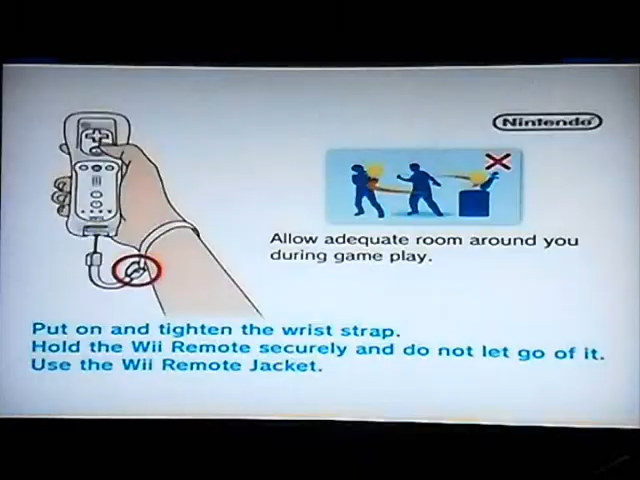 Nintendo
Allow adequate room around you
during game play.
Put on and tighten the wrist strap.
Hold the Wii Remote securely and do not let go of it.
Use the Wii Remote Jacket.